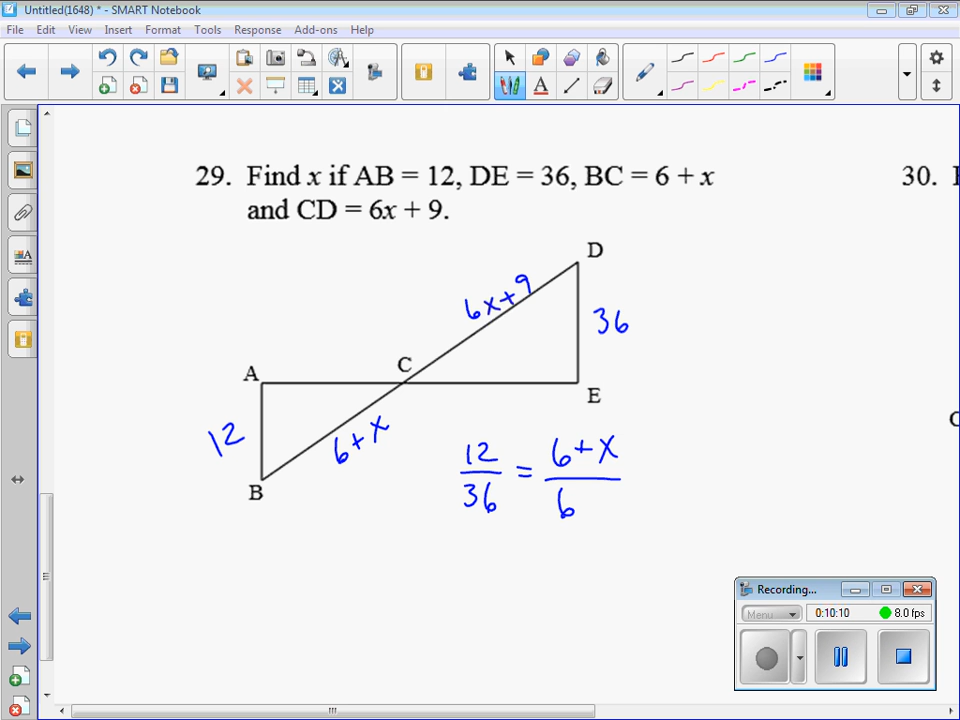 Untitled(1648) * - SMART Notebook
File Edit View Insert Format Tools Response Add-ons Help
29. Find x if AB = 12, DE = 36, BC = 6 + x
and CD = 6x + 9.
30.
D
6x+9
36
C
A
E
12
6+x
B
12/36 = 6+x/6
C
Recording...
Menu
0:10:10
8.0 fps